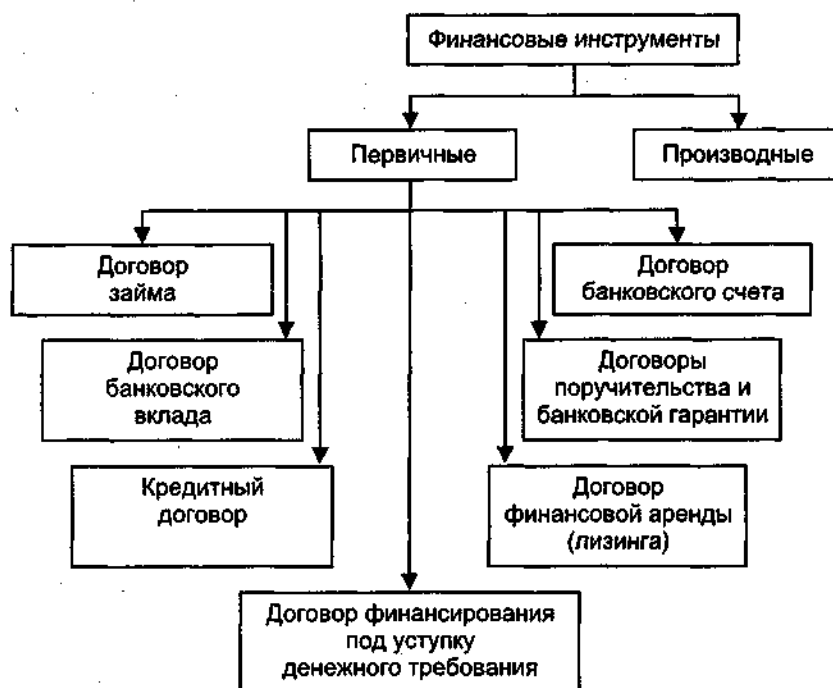 Финансовые инструменты
Первичные
Производные
Договор
займа
Договор
банковского счета
Договор
банковского
вклада
Договоры
поручительства и
банковской гарантии
Кредитный
договор
Договор
финансовой аренды
(лизинга)
Договор финансирования
под уступку
денежного требования